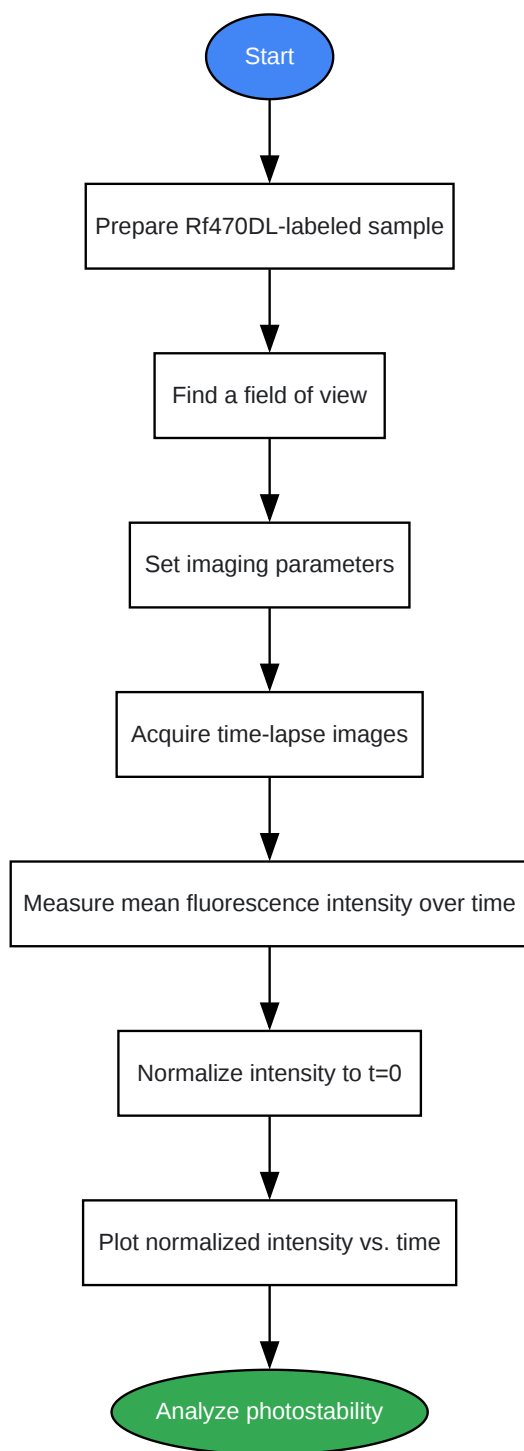 Start
Prepare Rf470DL-labeled sample
Find a field of view
Set imaging parameters
Acquire time-lapse images
Measure mean fluorescence intensity over time
Normalize intensity to t=0
Plot normalized intensity vs. time
Analyze photostability